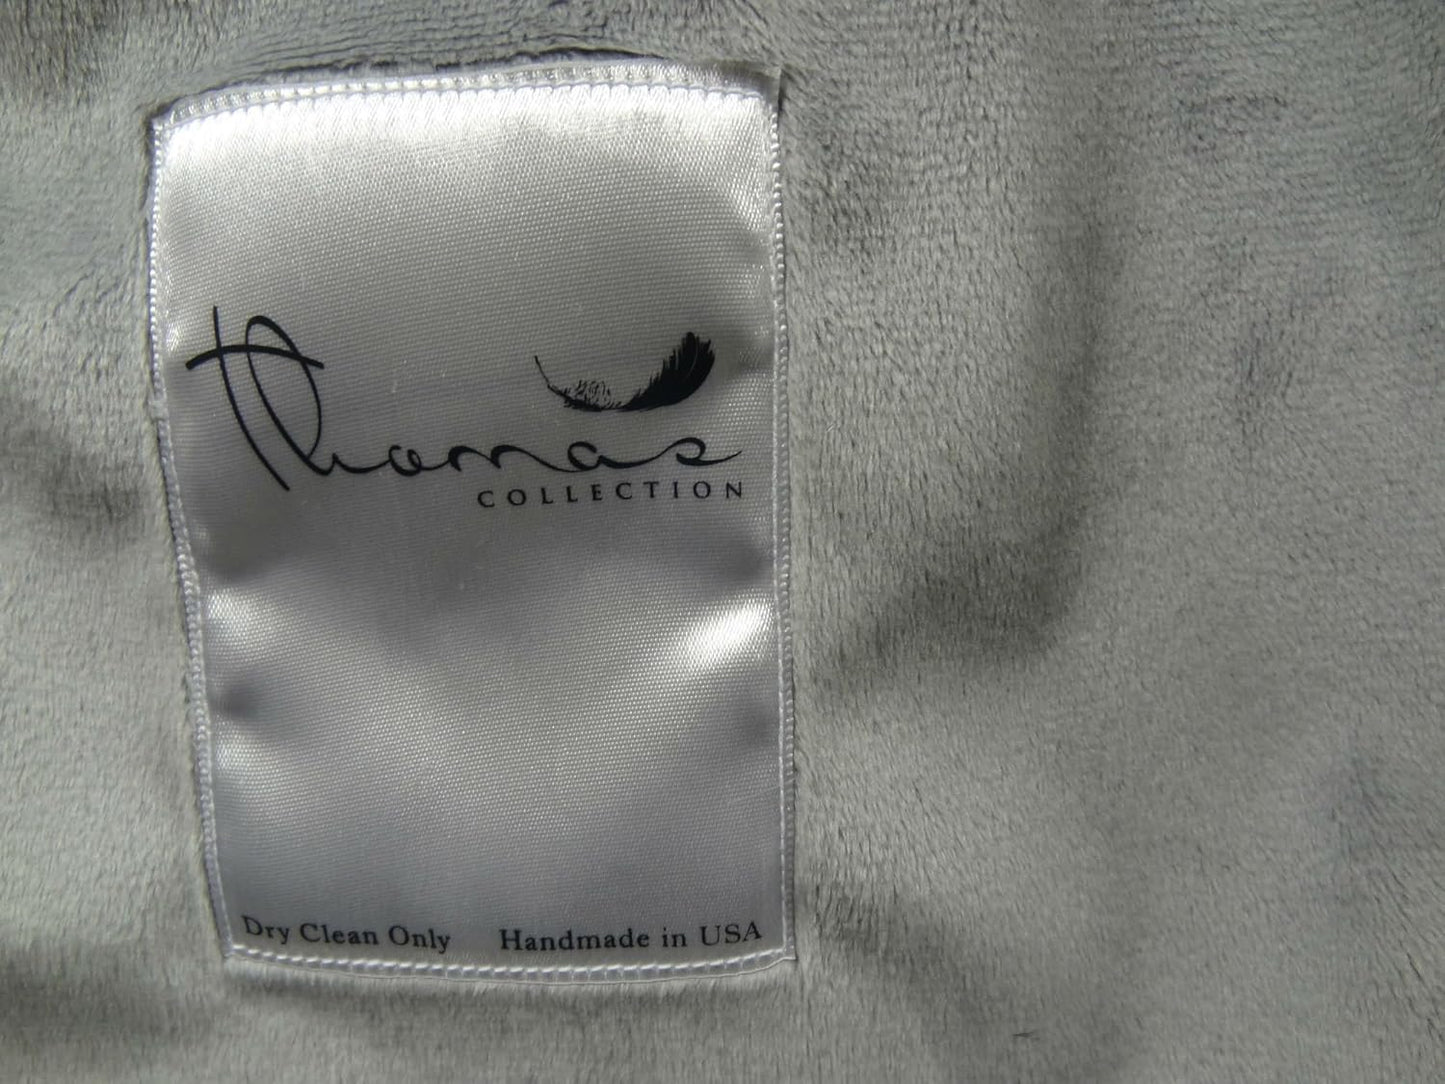 Thomas
COLLECTION
Dry Clean Only Handmade in USA